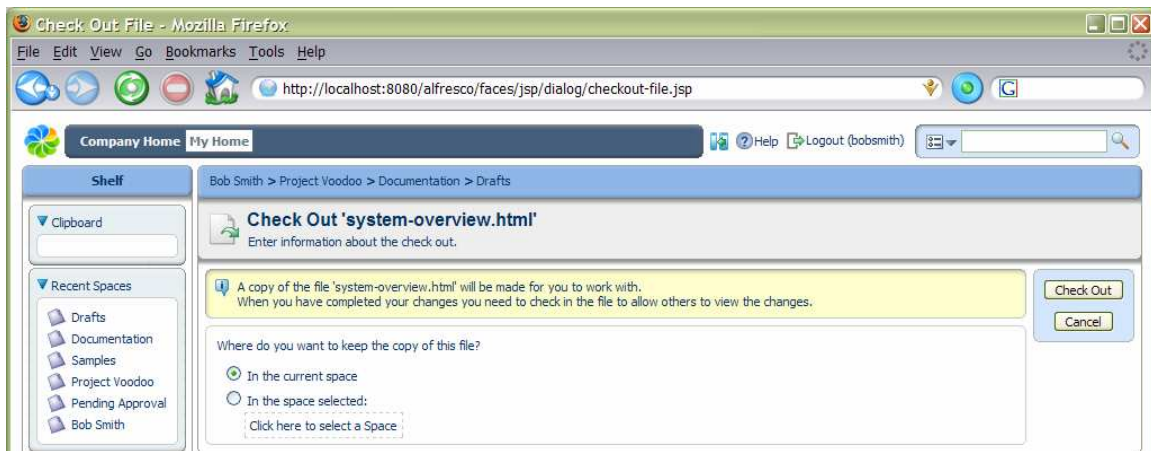 Check Out File - Mozilla Firefox
File Edit View Go Bookmarks Tools Help
http://localhost:8080/alfresco/faces/jsp/dialog/checkout-file.jsp
G
Company Home My Home
Help Logout (bobsmith)
Shelf
Bob Smith > Project Voodoo > Documentation > Drafts
Clipboard
Check Out 'system-overview.html'
Enter information about the check out.
Recent Spaces
Drafts
Documentation
Samples
Project Voodoo
Pending Approval
Bob Smith
A copy of the file 'system-overview.html' will be made for you to work with.
When you have completed your changes you need to check in the file to allow others to view the changes.
Check Out
Cancel
Where do you want to keep the copy of this file?
In the current space
In the space selected:
Click here to select a Space